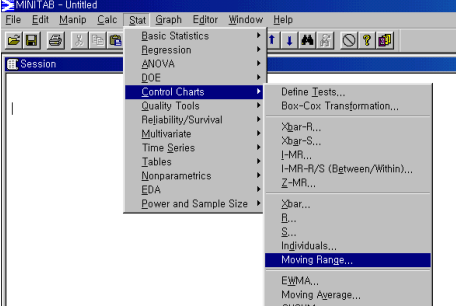 MINITAB - Untitled
File Edit Manip Calc Stat Graph Editor Window Help
Session
Basic Statistics
Regression
ANOVA
DOE
Control Charts
Quality Tools
Reliability/Survival
Multivariate
Time Series
Tables
Nonparametrics
EDA
Power and Sample Size
Define Tests...
Box-Cox Transformation...
Xbar-R...
Xbar-S...
I-MR...
I-MR-R/S (Between/Within)...
Z-MR...
Xbar...
R...
S...
Individuals...
Moving Range...
EWMA...
Moving Average...